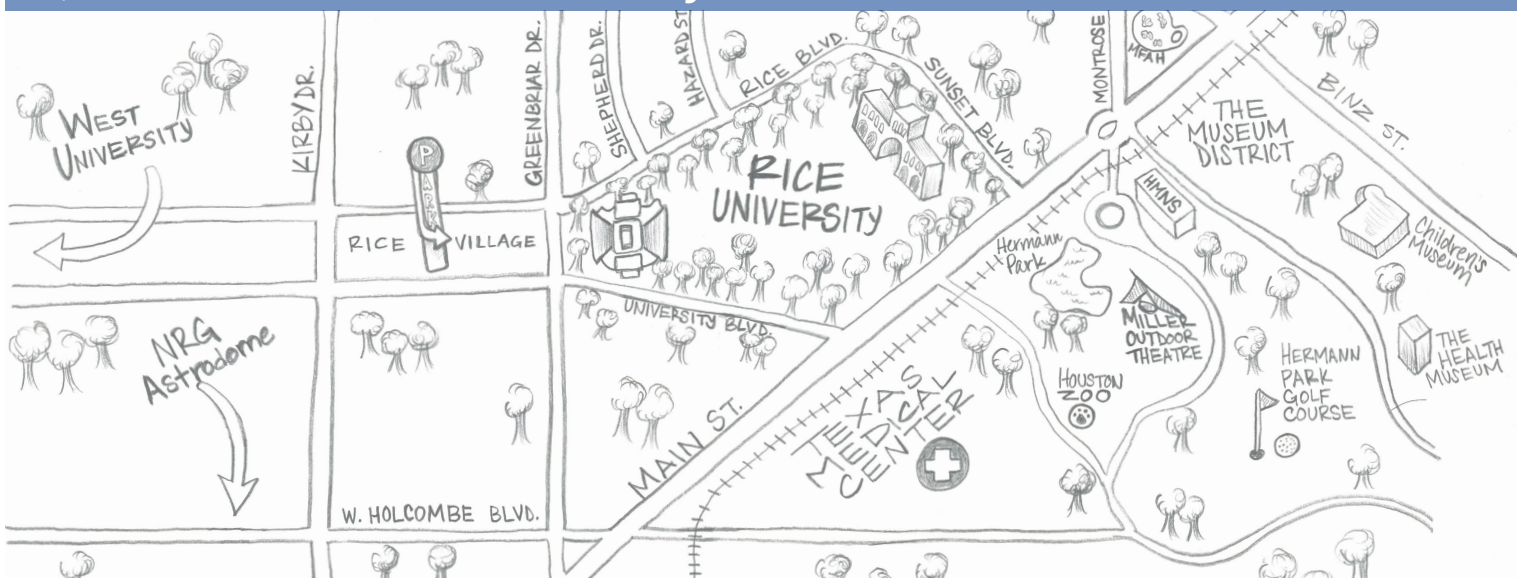 WEST
UNIVERSITY
KIRBY DR.
P
PARK
RICE VILLAGE
GREENBRIAR DR.
SHEPHERD DR.
HAZARD ST
RICE BLVD.
SUNSET BLVD.
RICE
UNIVERSITY
MONTROSE
MFAH
BINZ ST.
THE
MUSEUM
DISTRICT
HMNS
Children's
Museum
Hermann
Park
MILLER
OUTDOOR
THEATRE
THE
HEALTH
MUSEUM
HERMANN
PARK
GOLF
COURSE
HOUSTON
ZOO
UNIVERSITY BLVD.
NRG
Astrodome
MAIN ST.
TEXAS
MEDICAL
CENTER
W. HOLCOMBE BLVD.